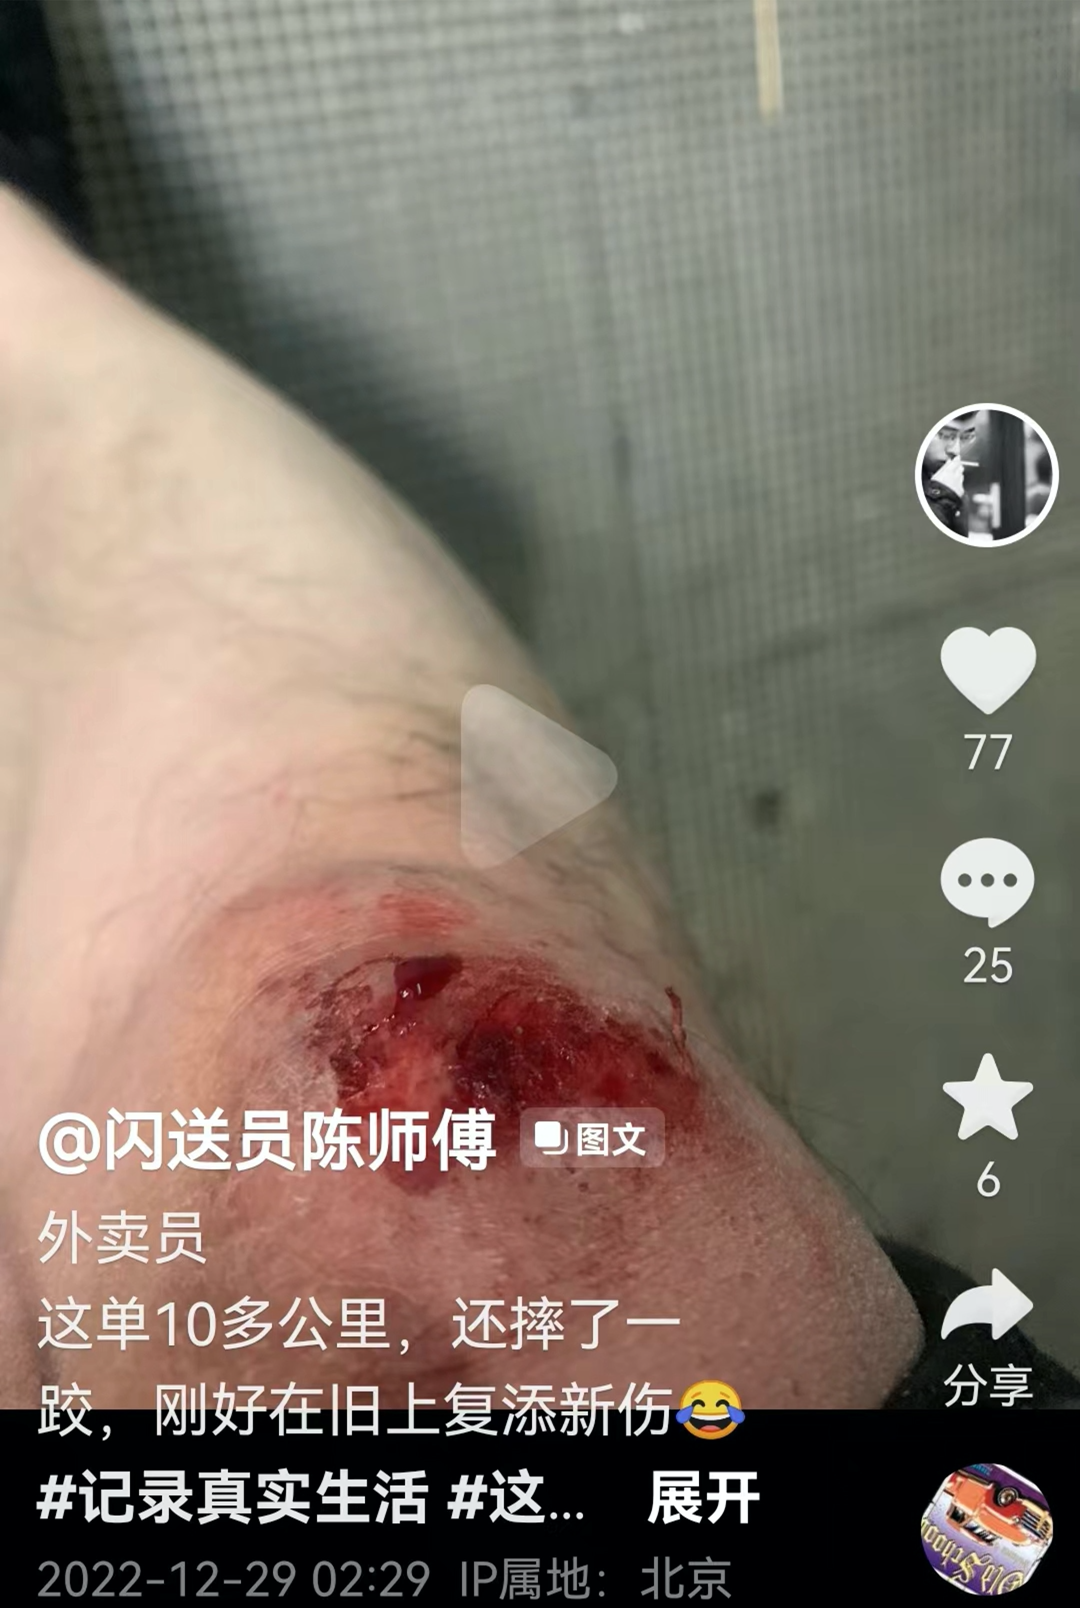 77
25
6
分享
@闪送员陈师傅 图文
外卖员
这单10多公里，还摔了一
跤，刚好在旧上复添新伤😂
#记录真实生活 #这... 展开
2022-12-29 02:29 IP属地：北京
Old School